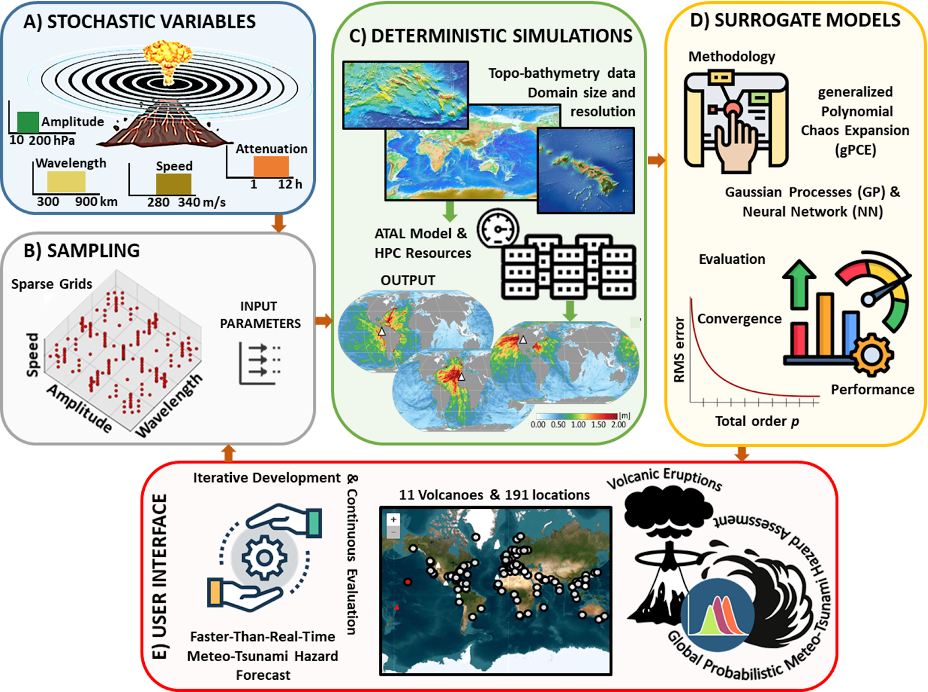 A) STOCHASTIC VARIABLES
Amplitude
10 200 hPa
Wavelength
300 900 km
Speed
280 340 m/s
Attenuation
1 12 h
B) SAMPLING
Sparse Grids
Speed
Amplitude
Wavelength
INPUT
PARAMETERS
C) DETERMINISTIC SIMULATIONS
Topo-bathymetry data
Domain size and
resolution
ATAL Model &
HPC Resources
OUTPUT
[m]
0.00 0.50 1.00 1.50 2.00
D) SURROGATE MODELS
Methodology
generalized
Polynomial
Chaos Expansion
(gPCE)
Gaussian Processes (GP) &
Neural Network (NN)
Evaluation
Convergence
Performance
RMS error
Total order p
E) USER INTERFACE
Iterative Development & Continuous Evaluation
Faster-Than-Real-Time
Meteo-Tsunami Hazard
Forecast
11 Volcanoes & 191 locations
+
-
Volcanic Eruptions
Global Probabilistic Meteo-Tsunami Hazard Assessment